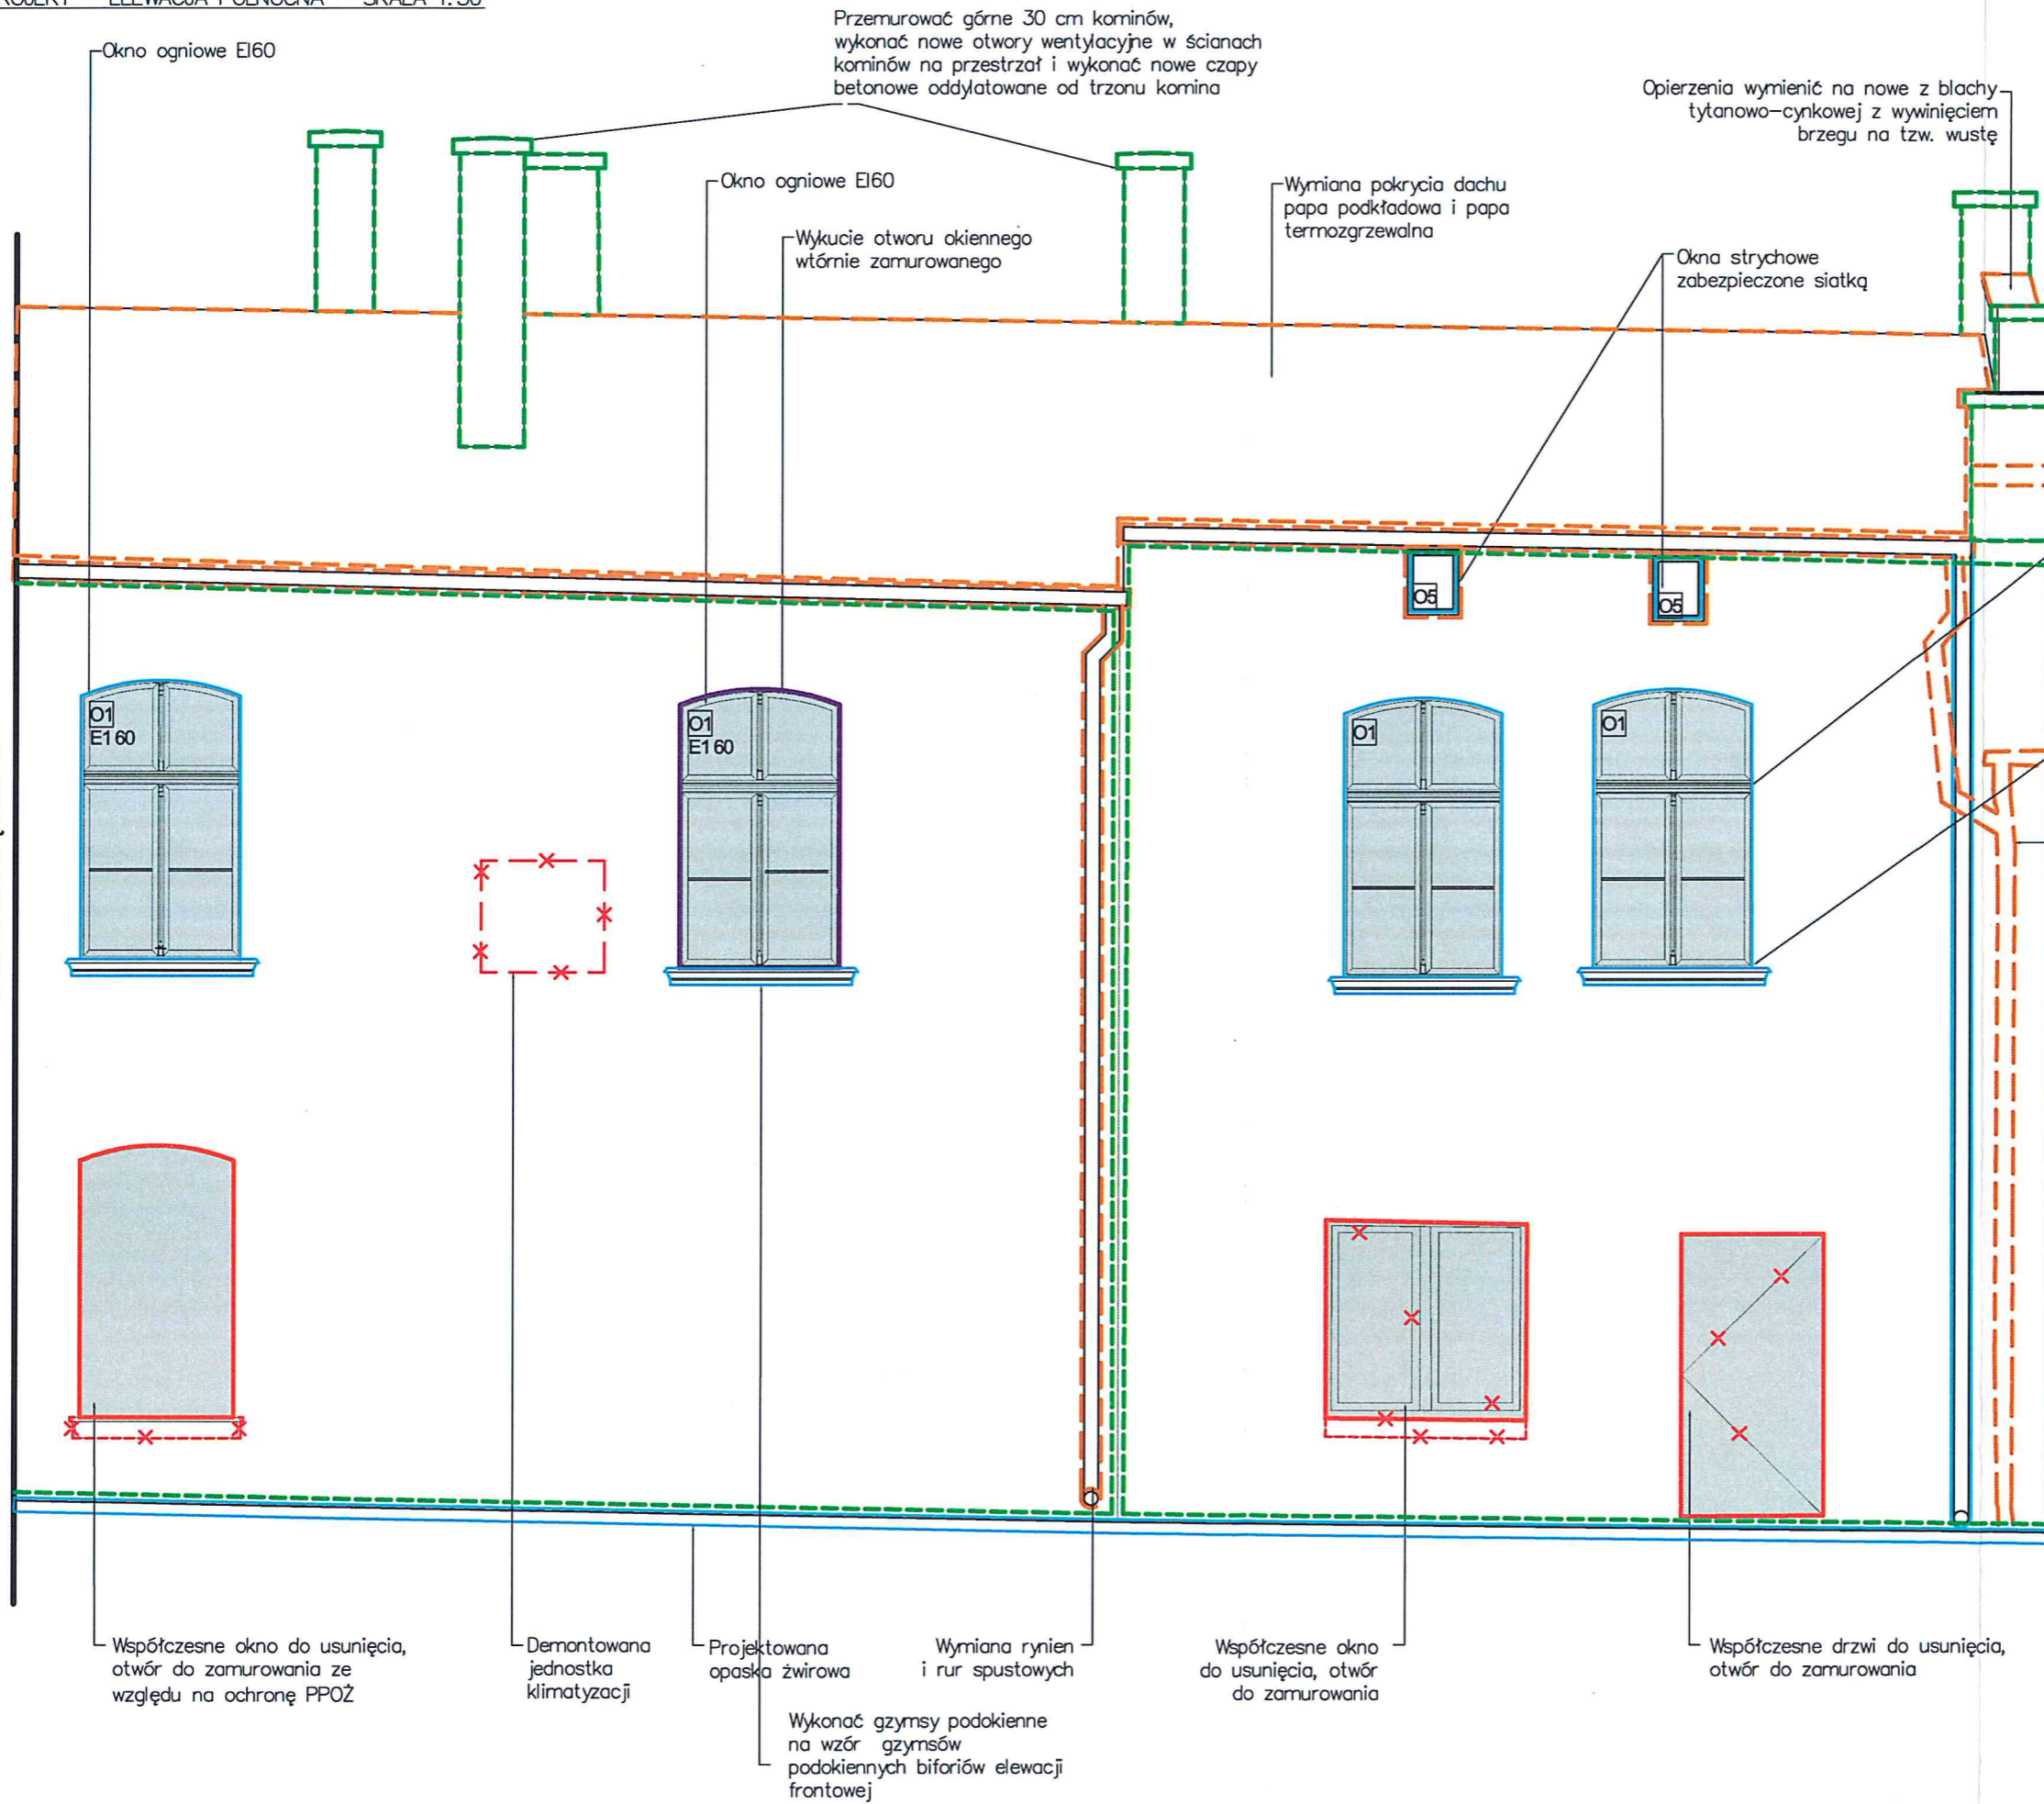 ELEWACJA PÓŁNOCNA SKALA 1:50
Okno ogniowe EI60
Przemurować górne 30 cm kominów,
wykonać nowe otwory wentylacyjne w ścianach
kominów na przestrzał i wykonać nowe czapy
betonowe oddylatowane od trzonu komina
Opierzenia wymienić na nowe z blachy
tytanowo-cynkowej z wywinięciem
brzegu na tzw. wustę
Okno ogniowe EI60
Wykucie otworu okiennego
wtórnie zamurowanego
Wymiana pokrycia dachu
papa podkładowa i papa
termozgrzewalna
Okna strychowe
zabezpieczone siatką
O5
O5
O1
E1 60
O1
E1 60
O1
O1
Współczesne okno do usunięcia,
otwór do zamurowania ze
względu na ochronę PPOŻ
Demontowana
jednostka
klimatyzacji
Projektowana
opaska żwirowa
Wymiana rynien
i rur spustowych
Współczesne okno
do usunięcia, otwór
do zamurowania
Współczesne drzwi do usunięcia,
otwór do zamurowania
Wykonać gzymsy podokienne
na wzór gzymsów
podokiennych biforiów elewacji
frontowej